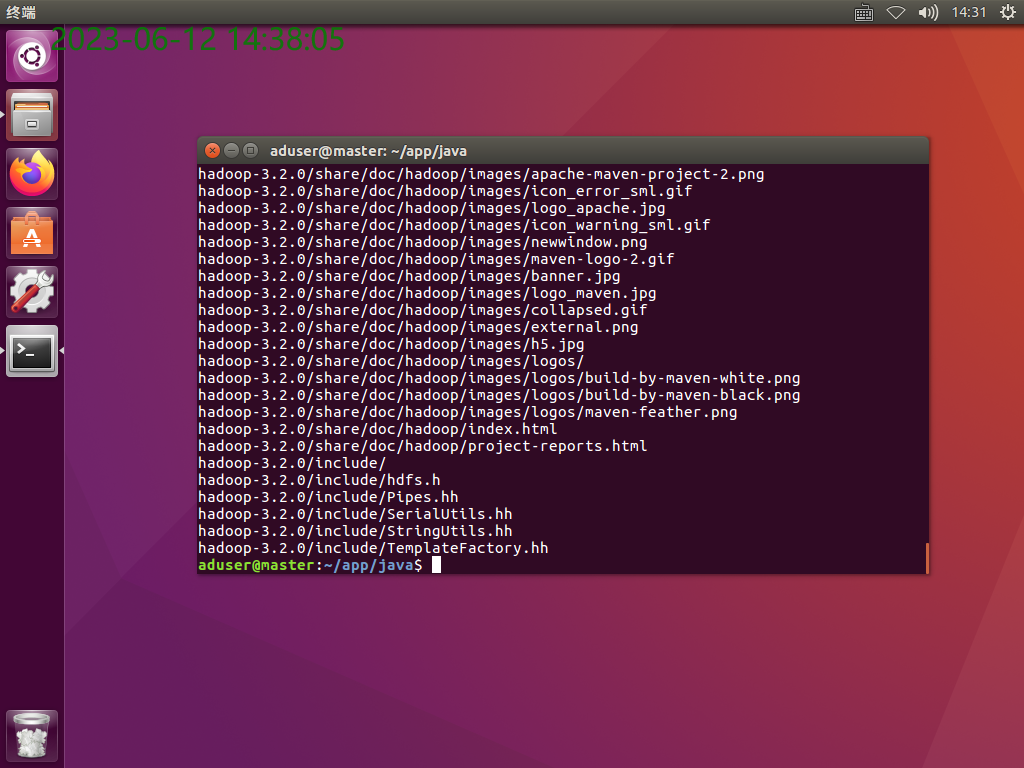 终端
14:31
2023-06-12 14:38:05
aduser@master: ~/app/java
hadoop-3.2.0/share/doc/hadoop/images/apache-maven-project-2.png
hadoop-3.2.0/share/doc/hadoop/images/icon_error_sml.gif
hadoop-3.2.0/share/doc/hadoop/images/logo_apache.jpg
hadoop-3.2.0/share/doc/hadoop/images/icon_warning_sml.gif
hadoop-3.2.0/share/doc/hadoop/images/newwindow.png
hadoop-3.2.0/share/doc/hadoop/images/maven-logo-2.gif
hadoop-3.2.0/share/doc/hadoop/images/banner.jpg
hadoop-3.2.0/share/doc/hadoop/images/logo_maven.jpg
hadoop-3.2.0/share/doc/hadoop/images/collapsed.gif
hadoop-3.2.0/share/doc/hadoop/images/external.png
hadoop-3.2.0/share/doc/hadoop/images/h5.jpg
hadoop-3.2.0/share/doc/hadoop/images/logos/
hadoop-3.2.0/share/doc/hadoop/images/logos/build-by-maven-white.png
hadoop-3.2.0/share/doc/hadoop/images/logos/build-by-maven-black.png
hadoop-3.2.0/share/doc/hadoop/images/logos/maven-feather.png
hadoop-3.2.0/share/doc/hadoop/index.html
hadoop-3.2.0/share/doc/hadoop/project-reports.html
hadoop-3.2.0/include/
hadoop-3.2.0/include/hdfs.h
hadoop-3.2.0/include/Pipes.hh
hadoop-3.2.0/include/SerialUtils.hh
hadoop-3.2.0/include/StringUtils.hh
hadoop-3.2.0/include/TemplateFactory.hh
aduser@master:~/app/java$